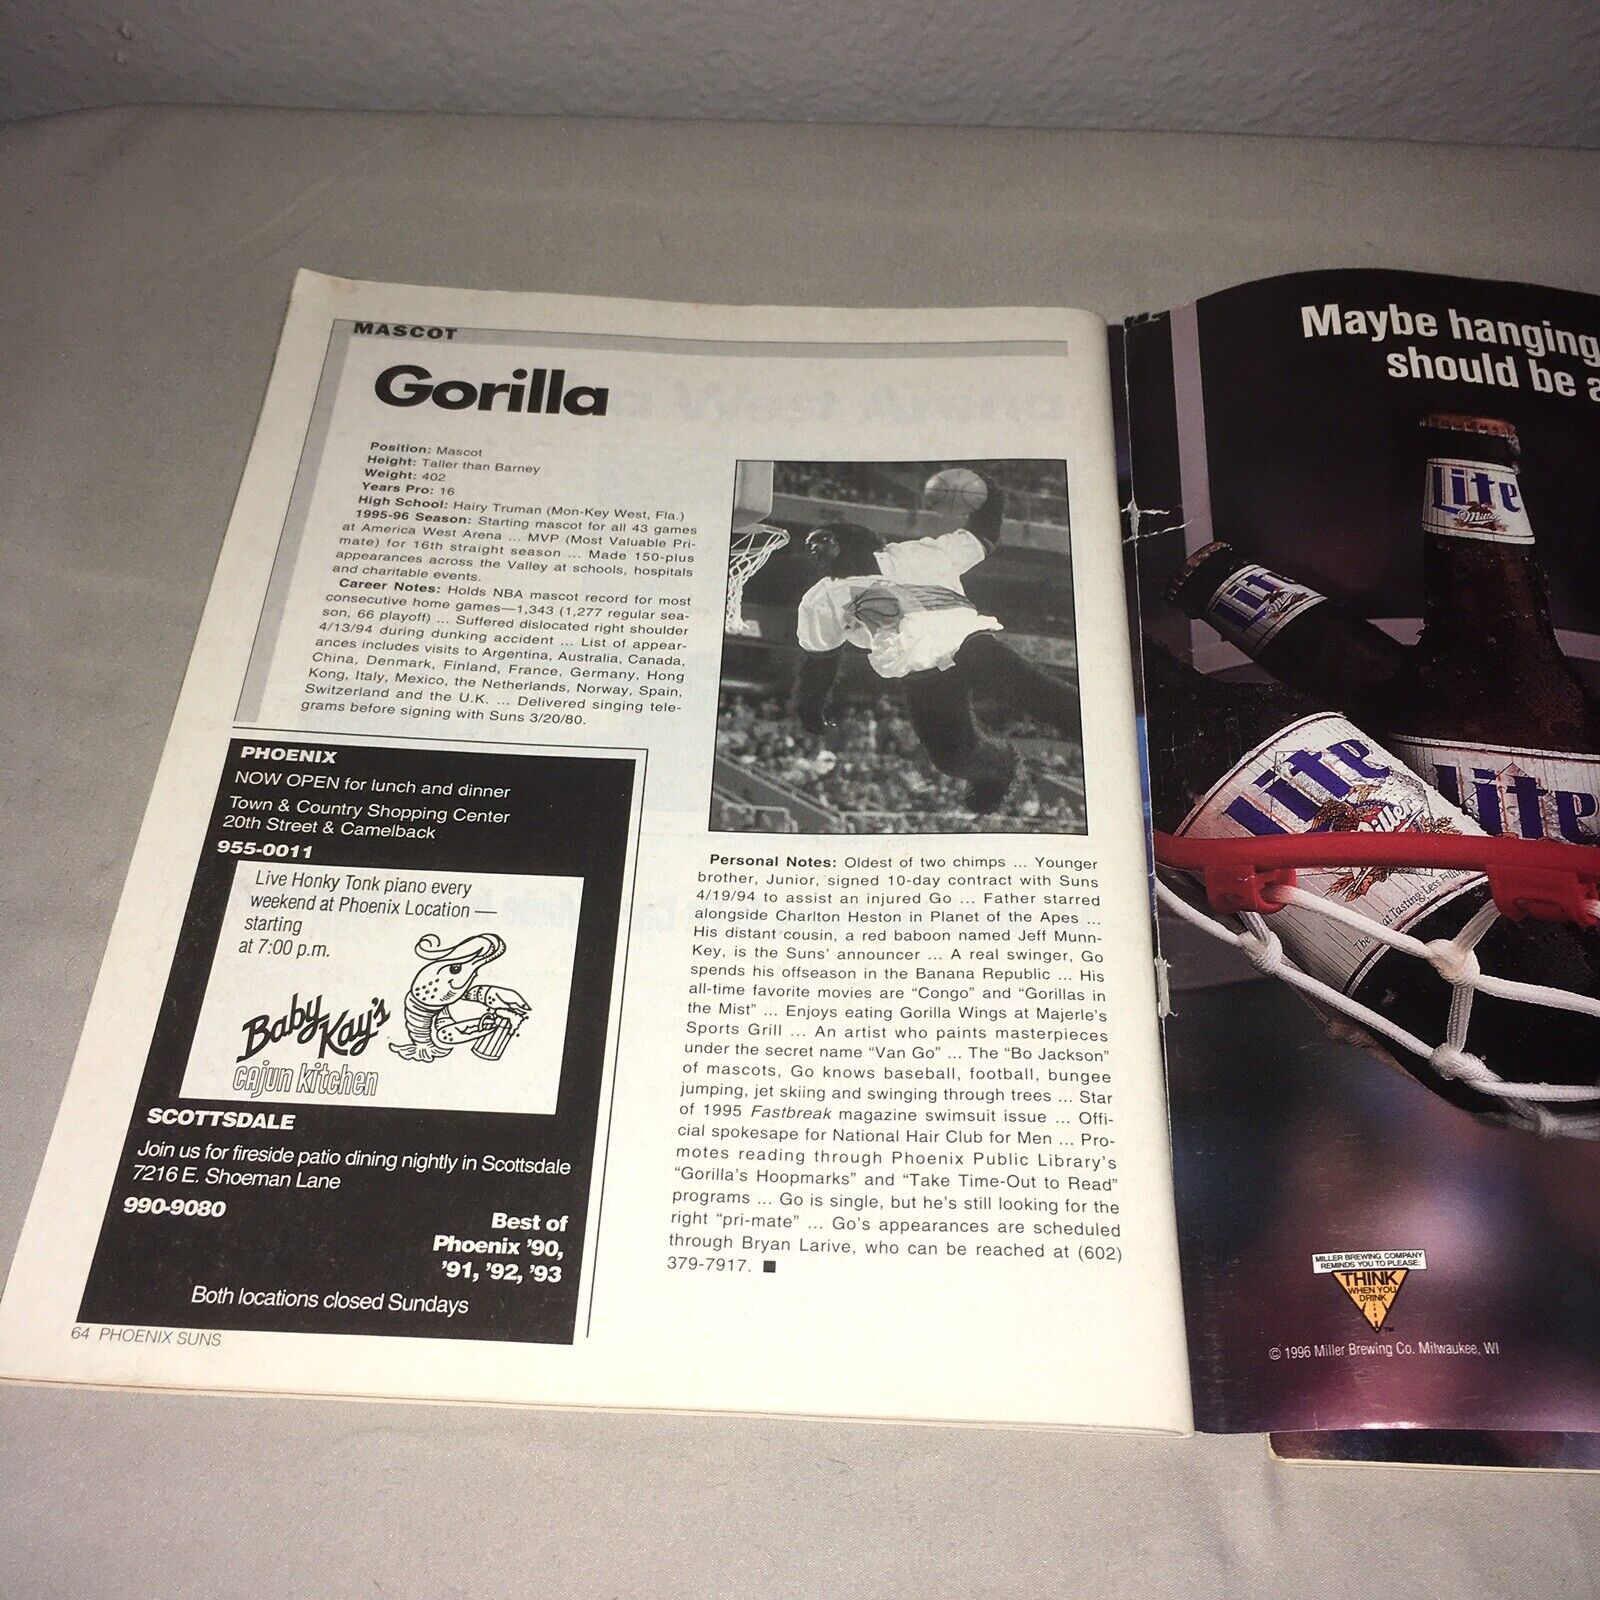 MASCOT
Gorilla
Position: Mascot
Height: Taller than Barney
Weight: 402
Years Pro: 16
High School: Hairy Truman (Mon-Key West, Fla.)
1995-96 Season: Starting mascot for all 43 games
at America West Arena ... MVP (Most Valuable Pri-
mate) for 16th straight season ... Made 150-plus
appearances across the Valley at schools, hospitals
and charitable events.
Career Notes: Holds NBA mascot record for most
consecutive home games—1,343 (1,277 regular sea-
son, 66 playoff) ... Suffered dislocated right shoulder
4/13/94 during dunking accident ... List of appear-
ances includes visits to Argentina, Australia, Canada,
China, Denmark, Finland, France, Germany, Hong
Kong, Italy, Mexico, the Netherlands, Norway, Spain,
Switzerland and the U.K. ... Delivered singing tele-
grams before signing with Suns 3/20/80.
PHOENIX
NOW OPEN for lunch and dinner
Town & Country Shopping Center
20th Street & Camelback
955-0011
Live Honky Tonk piano every
weekend at Phoenix Location —
starting
at 7:00 p.m.
Baby Kay's
cajun kitchen
SCOTTSDALE
Join us for fireside patio dining nightly in Scottsdale
7216 E. Shoeman Lane
990-9080
Best of
Phoenix '90,
'91, '92, '93
Both locations closed Sundays
64 PHOENIX SUNS
Personal Notes: Oldest of two chimps ... Younger
brother, Junior, signed 10-day contract with Suns
4/19/94 to assist an injured Go ... Father starred
alongside Charlton Heston in Planet of the Apes ...
His distant cousin, a red baboon named Jeff Munn-
Key, is the Suns' announcer ... A real swinger, Go
spends his offseason in the Banana Republic ... His
all-time favorite movies are "Congo" and "Gorillas in
the Mist" ... Enjoys eating Gorilla Wings at Majerle's
Sports Grill ... An artist who paints masterpieces
under the secret name "Van Go" ... The "Bo Jackson"
of mascots, Go knows baseball, football, bungee
jumping, jet skiing and swinging through trees ... Star
of 1995 Fastbreak magazine swimsuit issue ... Offi-
cial spokesape for National Hair Club for Men ... Pro-
motes reading through Phoenix Public Library's
"Gorilla's Hoopmarks" and "Take Time-Out to Read"
programs ... Go is single, but he's still looking for the
right "pri-mate" ... Go's appearances are scheduled
through Bryan Larive, who can be reached at (602)
379-7917. ■
Maybe hanging
should be a
Lite
Miller
Lite
Lite
Miller
Lite
MILLER BREWING COMPANY
REMINDS YOU TO PLEASE:
THINK
WHEN YOU
DRINK
™
© 1996 Miller Brewing Co. Milwaukee, WI